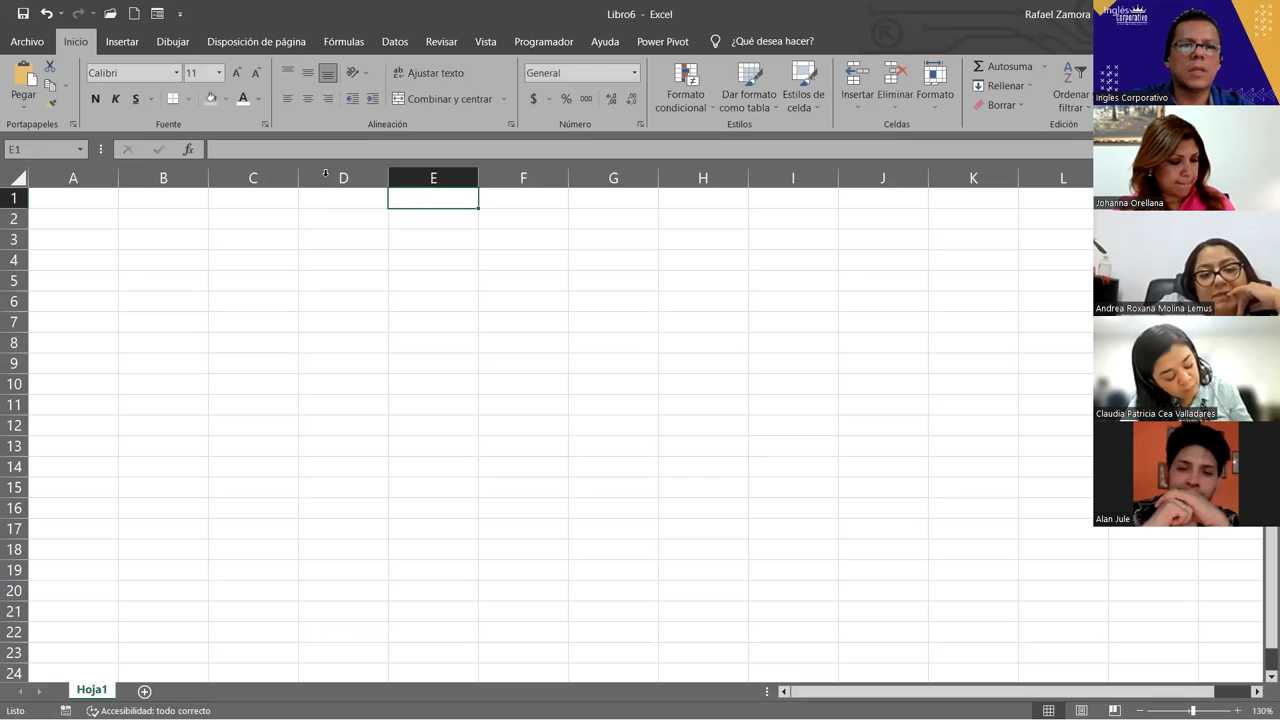 Libro6 - Excel
Rafael Zamora
Archivo Inicio Insertar Dibujar Disposición de página Fórmulas Datos Revisar Vista Programador Ayuda Power Pivot ¿Qué desea hacer?
Pegar
Calibri 11
N K S A
ab Ajustar texto
Combinar y centrar
General
$ % 000
Formato condicional
Dar formato como tabla
Estilos de celda
Insertar
Eliminar
Formato
Autosuma
Rellenar
Borrar
Ordenar
filtrar
Portapapeles Fuente Alineación Número Estilos Celdas Edición
E1
fx
A B C D E F G H I J K L
1
2
3
4
5
6
7
8
9
10
11
12
13
14
15
16
17
18
19
20
21
22
23
24
Hoja1
Listo
Accesibilidad: todo correcto
130%
Inglés
Corporativo
Ingles Corporativo
Johanna Orellana
Andrea Roxana Molina Lemus
Claudia Patricia Cea Valladares
Alan Jule